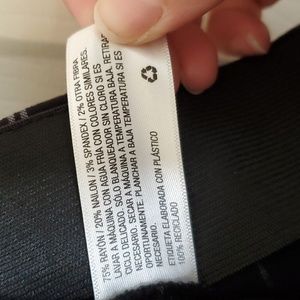 75% RAYÓN / 20% NAILON / 3% SPANDEX / 2% OTRA FIBRA
LAVAR A MÁQUINA CON AGUA FRÍA CON COLORES SIMILARES.
CICLO DELICADO. SÓLO BLANQUEADOR SIN CLORO SI ES
NECESARIO. SECAR A MÁQUINA A TEMPERATURA BAJA. RETIRAR
OPORTUNAMENTE. PLANCHAR A BAJA TEMPERATURA SI ES
NECESARIO.
ETIQUETA ELABORADA CON PLÁSTICO
100% RECICLADO